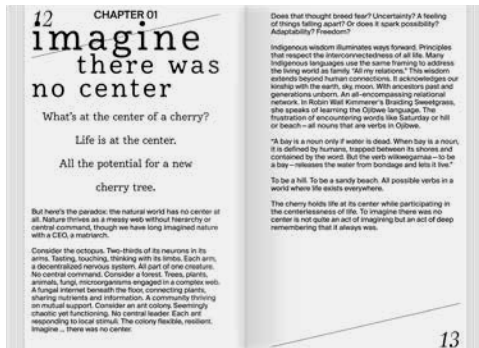 12
CHAPTER 01
imagine
there was
no center
What's at the center of a cherry?
Life is at the center.
All the potential for a new
cherry tree.
But here's the paradox: the natural world has no center at
all. Nature thrives as a messy web without hierarchy or
central command, though we have long imagined nature
with a CEO, a matriarch.
Consider the octopus. Two-thirds of its neurons in its
arms. Tasting, touching, thinking with its limbs. Each arm,
a decentralized nervous system. All part of one creature.
No central command. Consider a forest. Trees, plants,
animals, fungi, microorganisms engaged in a complex web.
A fungal internet beneath the floor, connecting plants,
sharing nutrients and information. A community thriving
on mutual support. Consider an ant colony. Seemingly
chaotic yet functioning. No central leader. Each ant
responding to local stimuli. The colony flexible, resilient.
Imagine ... there was no center.
Does that thought breed fear? Uncertainty? A feeling
of things falling apart? Or does it spark possibility?
Adaptability? Freedom?
Indigenous wisdom illuminates ways forward. Principles
that respect the interconnectedness of all life. Many
Indigenous languages use the same framing to address
the living world as family. "All my relations." This wisdom
extends beyond human connections. It acknowledges our
kinship with the earth, sky, moon. With ancestors past and
generations unborn. An all-encompassing relational
network. In Robin Wall Kimmerer's Braiding Sweetgrass,
she speaks of learning the Ojibwe language. The
frustration of encountering words like Saturday or hill
or beach—all nouns that are verbs in Ojibwe.
"A bay is a noun only if water is dead. When bay is a noun,
it is defined by humans, trapped between its shores and
contained by the word. But the verb wiikwegamaa—to be
a bay—releases the water from bondage and lets it live."
To be a hill. To be a sandy beach. All possible verbs in a
world where life exists everywhere.
The cherry holds life at its center while participating in
the centerlessness of life. To imagine there was no
center is not quite an act of imagining but an act of deep
remembering that it always was.
13